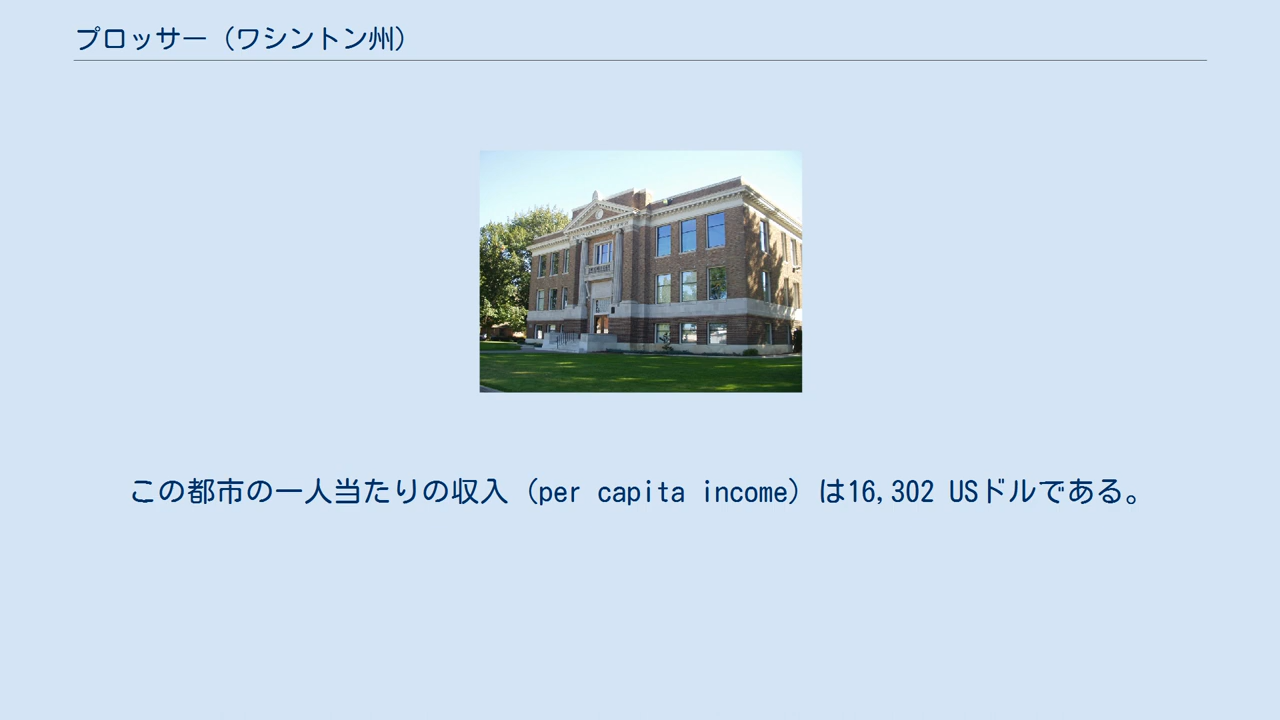 プロッサー（ワシントン州）
この都市の一人当たりの収入（per capita income）は16,302 USドルである。